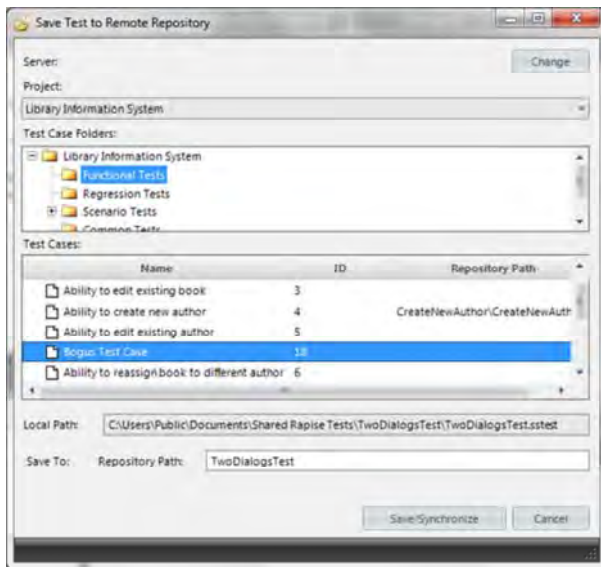 Save Test to Remote Repository
Server:
Change
Project:
Library Information System
Test Case Folders:
Library Information System
Functional Tests
Regression Tests
Scenario Tests
Common Tests
Test Cases:
Name ID Repository Path
Ability to edit existing book 3
Ability to create new author 4 CreateNewAuthor\CreateNewAuth
Ability to edit existing author 5
Bogus Test Case 18
Ability to reassign book to different author 6
Local Path: C:\Users\Public\Documents\Shared Rapise Tests\TwoDialogsTest\TwoDialogsTest.sstest
Save To: Repository Path: TwoDialogsTest
Save/Synchronize Cancel